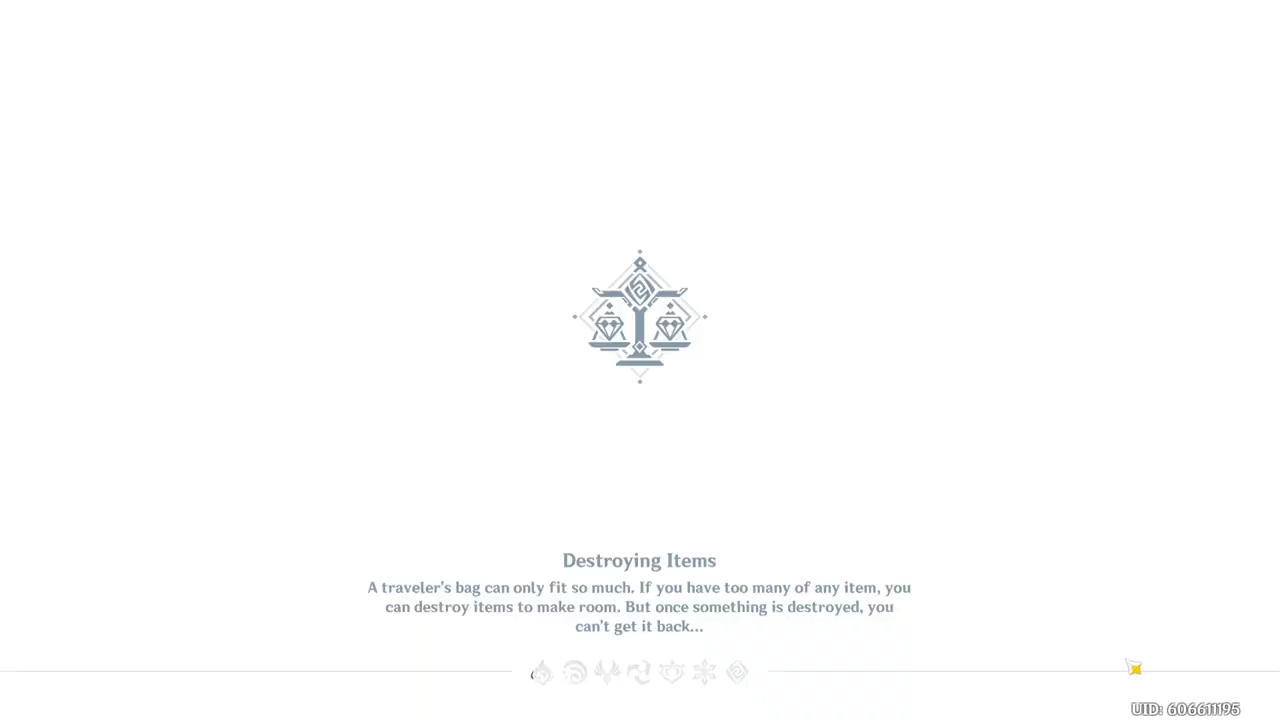 Destroying Items
A traveler's bag can only fit so much. If you have too many of any item, you
can destroy items to make room. But once something is destroyed, you
can't get it back...
UID: 606611195